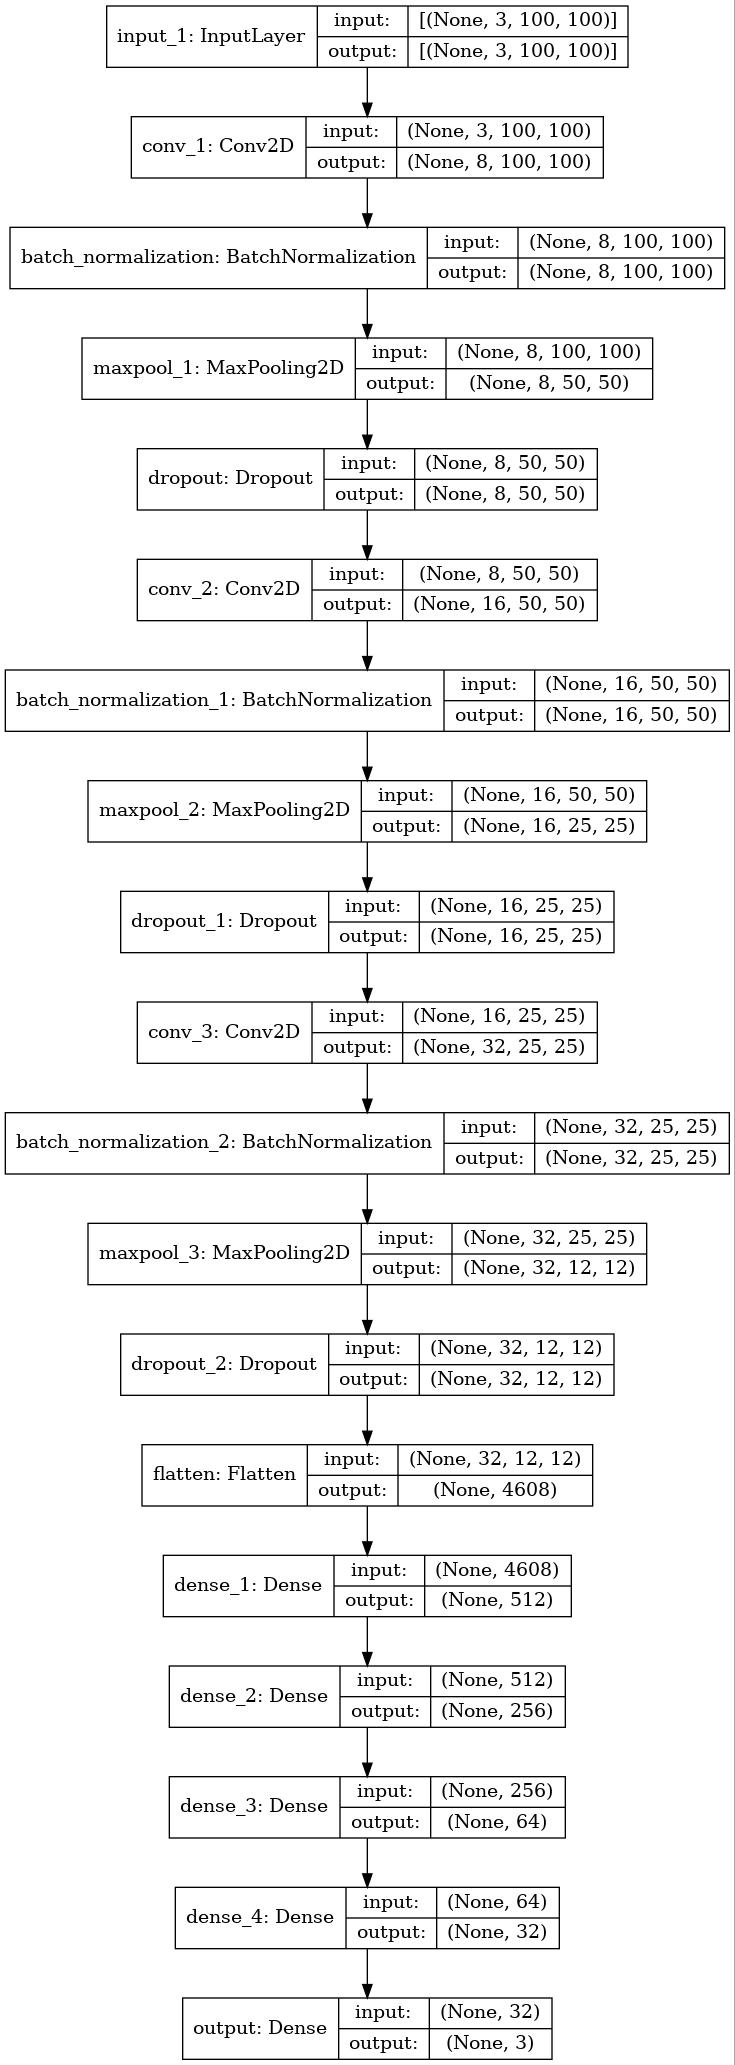 input_1: InputLayer
input:
[(None, 3, 100, 100)]
output:
[(None, 3, 100, 100)]
conv_1: Conv2D
input:
(None, 3, 100, 100)
output:
(None, 8, 100, 100)
batch_normalization: BatchNormalization
input:
(None, 8, 100, 100)
output:
(None, 8, 100, 100)
maxpool_1: MaxPooling2D
input:
(None, 8, 100, 100)
output:
(None, 8, 50, 50)
dropout: Dropout
input:
(None, 8, 50, 50)
output:
(None, 8, 50, 50)
conv_2: Conv2D
input:
(None, 8, 50, 50)
output:
(None, 16, 50, 50)
batch_normalization_1: BatchNormalization
input:
(None, 16, 50, 50)
output:
(None, 16, 50, 50)
maxpool_2: MaxPooling2D
input:
(None, 16, 50, 50)
output:
(None, 16, 25, 25)
dropout_1: Dropout
input:
(None, 16, 25, 25)
output:
(None, 16, 25, 25)
conv_3: Conv2D
input:
(None, 16, 25, 25)
output:
(None, 32, 25, 25)
batch_normalization_2: BatchNormalization
input:
(None, 32, 25, 25)
output:
(None, 32, 25, 25)
maxpool_3: MaxPooling2D
input:
(None, 32, 25, 25)
output:
(None, 32, 12, 12)
dropout_2: Dropout
input:
(None, 32, 12, 12)
output:
(None, 32, 12, 12)
flatten: Flatten
input:
(None, 32, 12, 12)
output:
(None, 4608)
dense_1: Dense
input:
(None, 4608)
output:
(None, 512)
dense_2: Dense
input:
(None, 512)
output:
(None, 256)
dense_3: Dense
input:
(None, 256)
output:
(None, 64)
dense_4: Dense
input:
(None, 64)
output:
(None, 32)
output: Dense
input:
(None, 32)
output:
(None, 3)